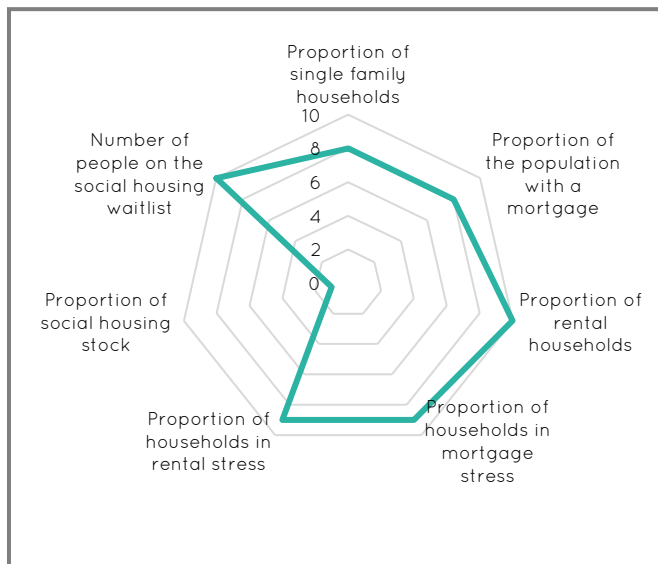 Proportion of
single family
households
Proportion of
the population
with a
mortgage
Proportion of
rental
households
Proportion of
households in
mortgage
stress
Proportion of
households in
rental stress
Proportion of
social housing
stock
Number of
people on the
social housing
waitlist
10
8
6
4
2
0